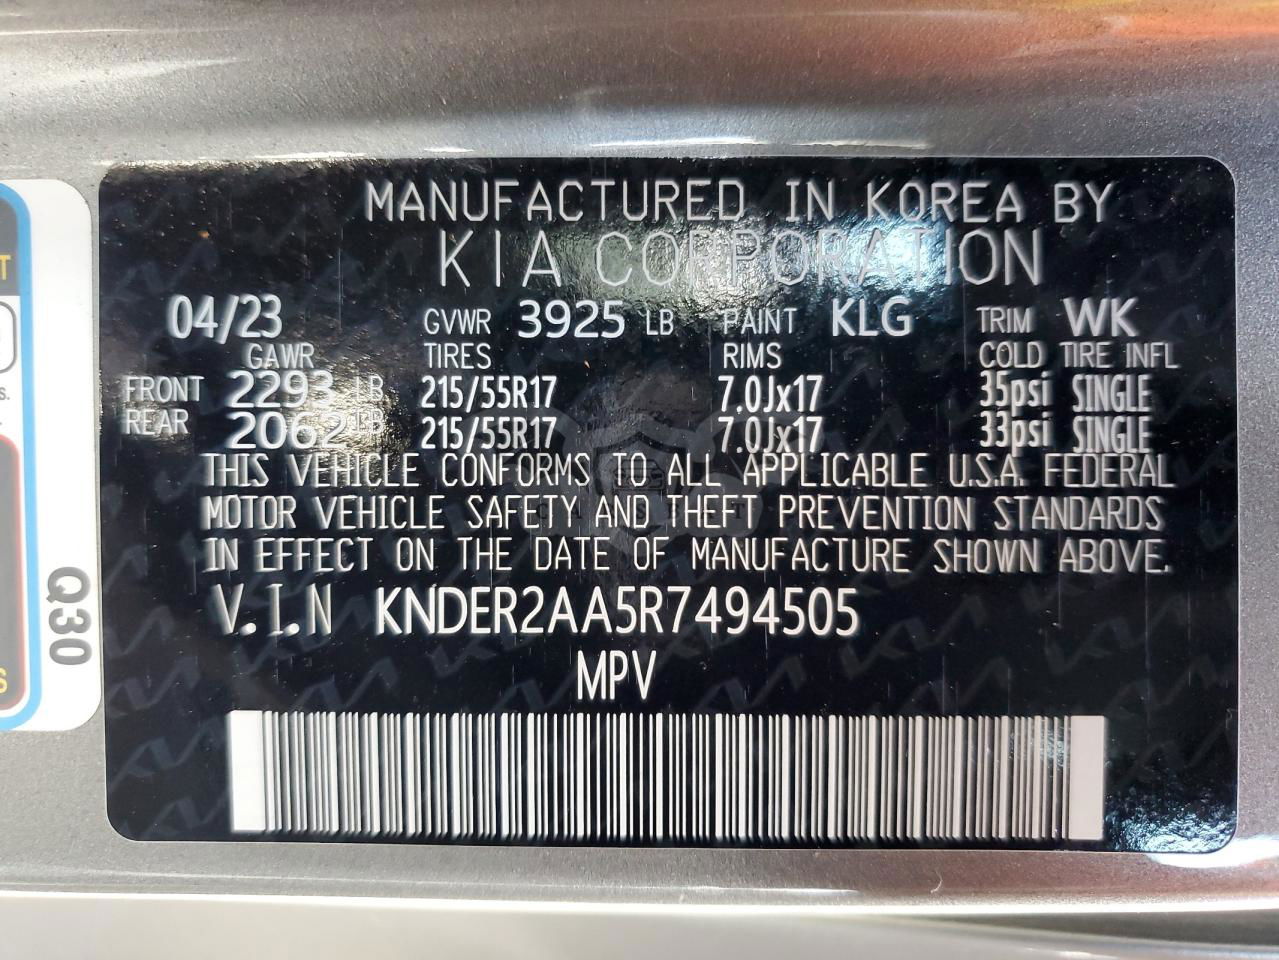 MANUFACTURED IN KOREA BY
KIA CORPORATION
04/23 GVWR 3925 LB PAINT KLG TRIM WK
GAWR TIRES RIMS COLD TIRE INFL
FRONT 2293 LB 215/55R17 7.0Jx17 35psi SINGLE
REAR 2062 LB 215/55R17 7.0Jx17 33psi SINGLE
THIS VEHICLE CONFORMS TO ALL APPLICABLE U.S.A. FEDERAL
MOTOR VEHICLE SAFETY AND THEFT PREVENTION STANDARDS
IN EFFECT ON THE DATE OF MANUFACTURE SHOWN ABOVE.
V.I.N KNDER2AA5R7494505
MPV
Q30